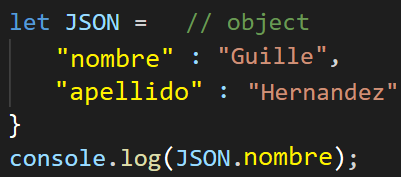 let JSON = // object
"nombre" : "Guille",
"apellido" : "Hernandez"
}
console.log(JSON.nombre);